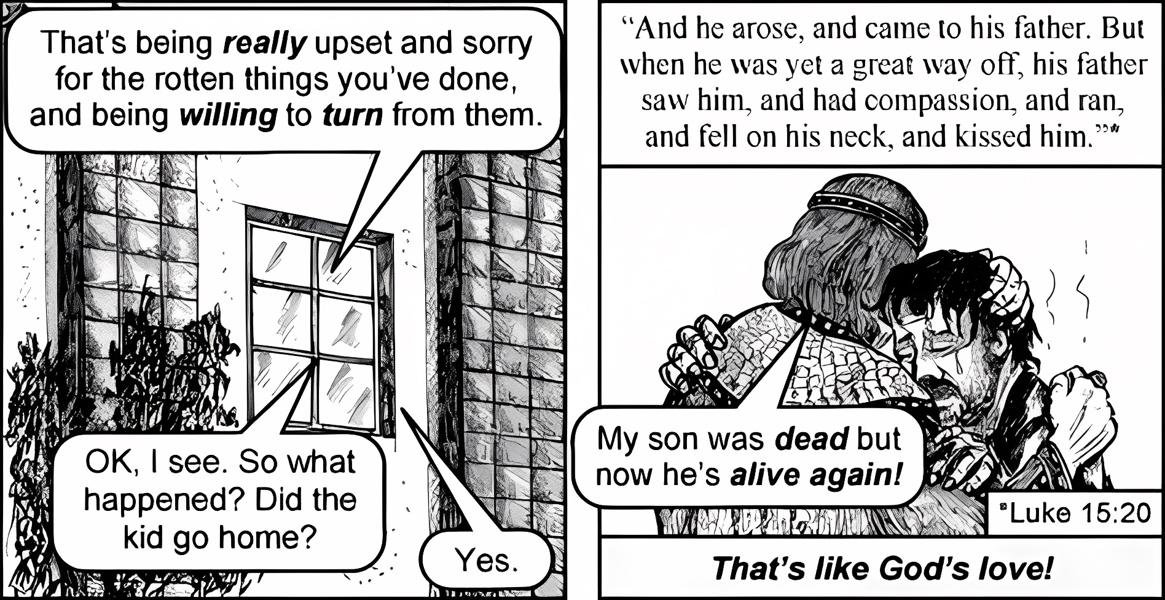 That's being really upset and sorry
for the rotten things you've done,
and being willing to turn from them.
OK, I see. So what
happened? Did the
kid go home?
Yes.
“And he arose, and came to his father. But
when he was yet a great way off, his father
saw him, and had compassion, and ran,
and fell on his neck, and kissed him.”*
My son was dead but
now he's alive again!
*Luke 15:20
That's like God's love!